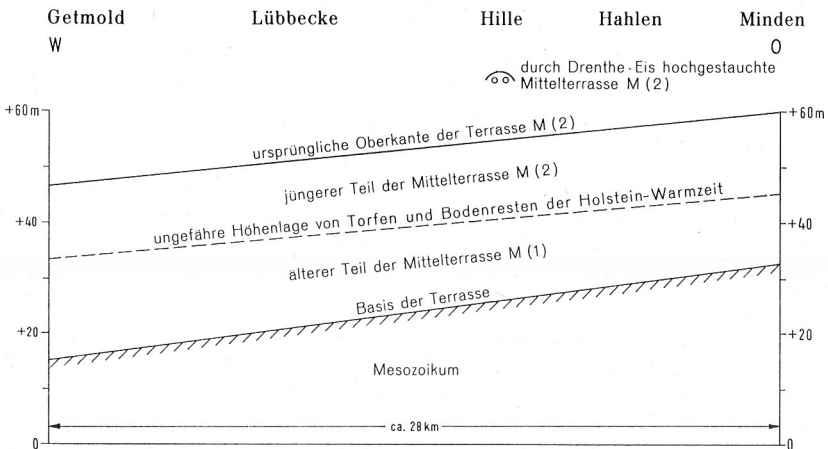 Getmold Lübbecke Hille Hahlen Minden
W O
durch Drenthe-Eis hochgestauchte
Mittelterrasse M (2)
+60m +60m
ursprüngliche Oberkante der Terrasse M (2)
jüngerer Teil der Mittelterrasse M (2)
ungefähre Höhenlage von Torfen und Bodenresten der Holstein-Warmzeit
+40 +40
älterer Teil der Mittelterrasse M (1)
Basis der Terrasse
+20 +20
Mesozoikum
ca. 28 km
0 0